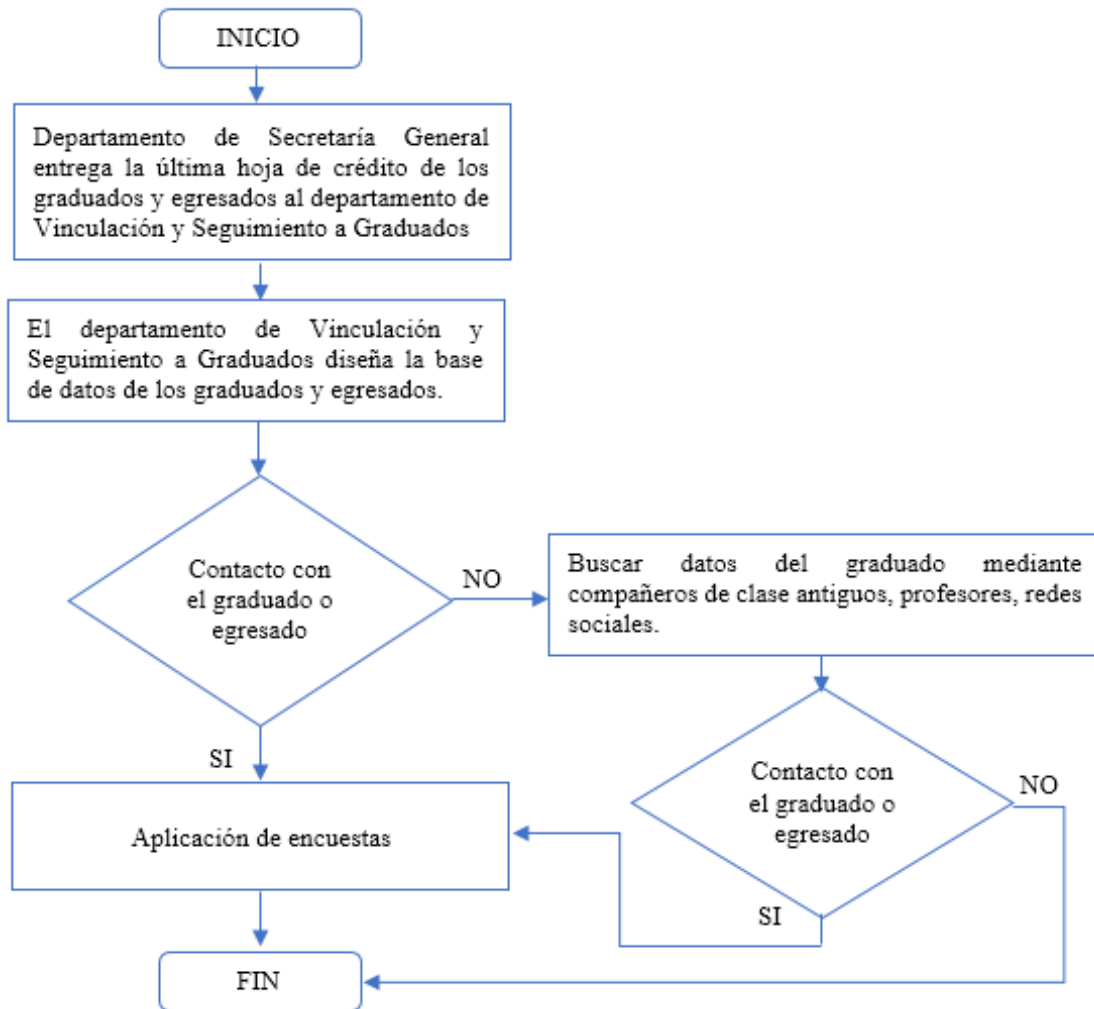 INICIO
Departamento de Secretaría General
entrega la última hoja de crédito de los
graduados y egresados al departamento de
Vinculación y Seguimiento a Graduados
El departamento de Vinculación y
Seguimiento a Graduados diseña la base
de datos de los graduados y egresados.
Contacto con
el graduado o
egresado
NO
Buscar datos del graduado mediante
compañeros de clase antiguos, profesores, redes
sociales.
SI
Contacto con
el graduado o
egresado
NO
Aplicación de encuestas
SI
FIN